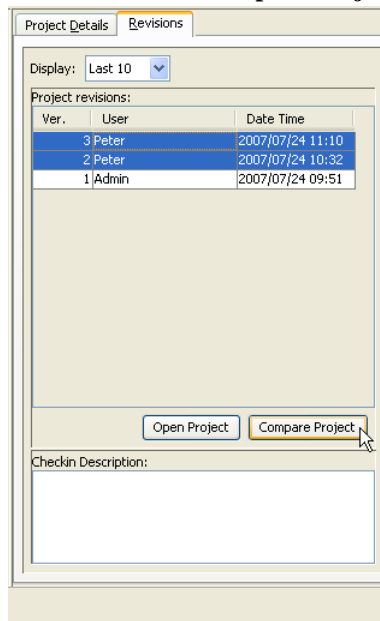 Project Details Revisions
Display: Last 10
Project revisions:
Ver. User Date Time
3 Peter 2007/07/24 11:10
2 Peter 2007/07/24 10:32
1 Admin 2007/07/24 09:51
Open Project Compare Project
Checkin Description: